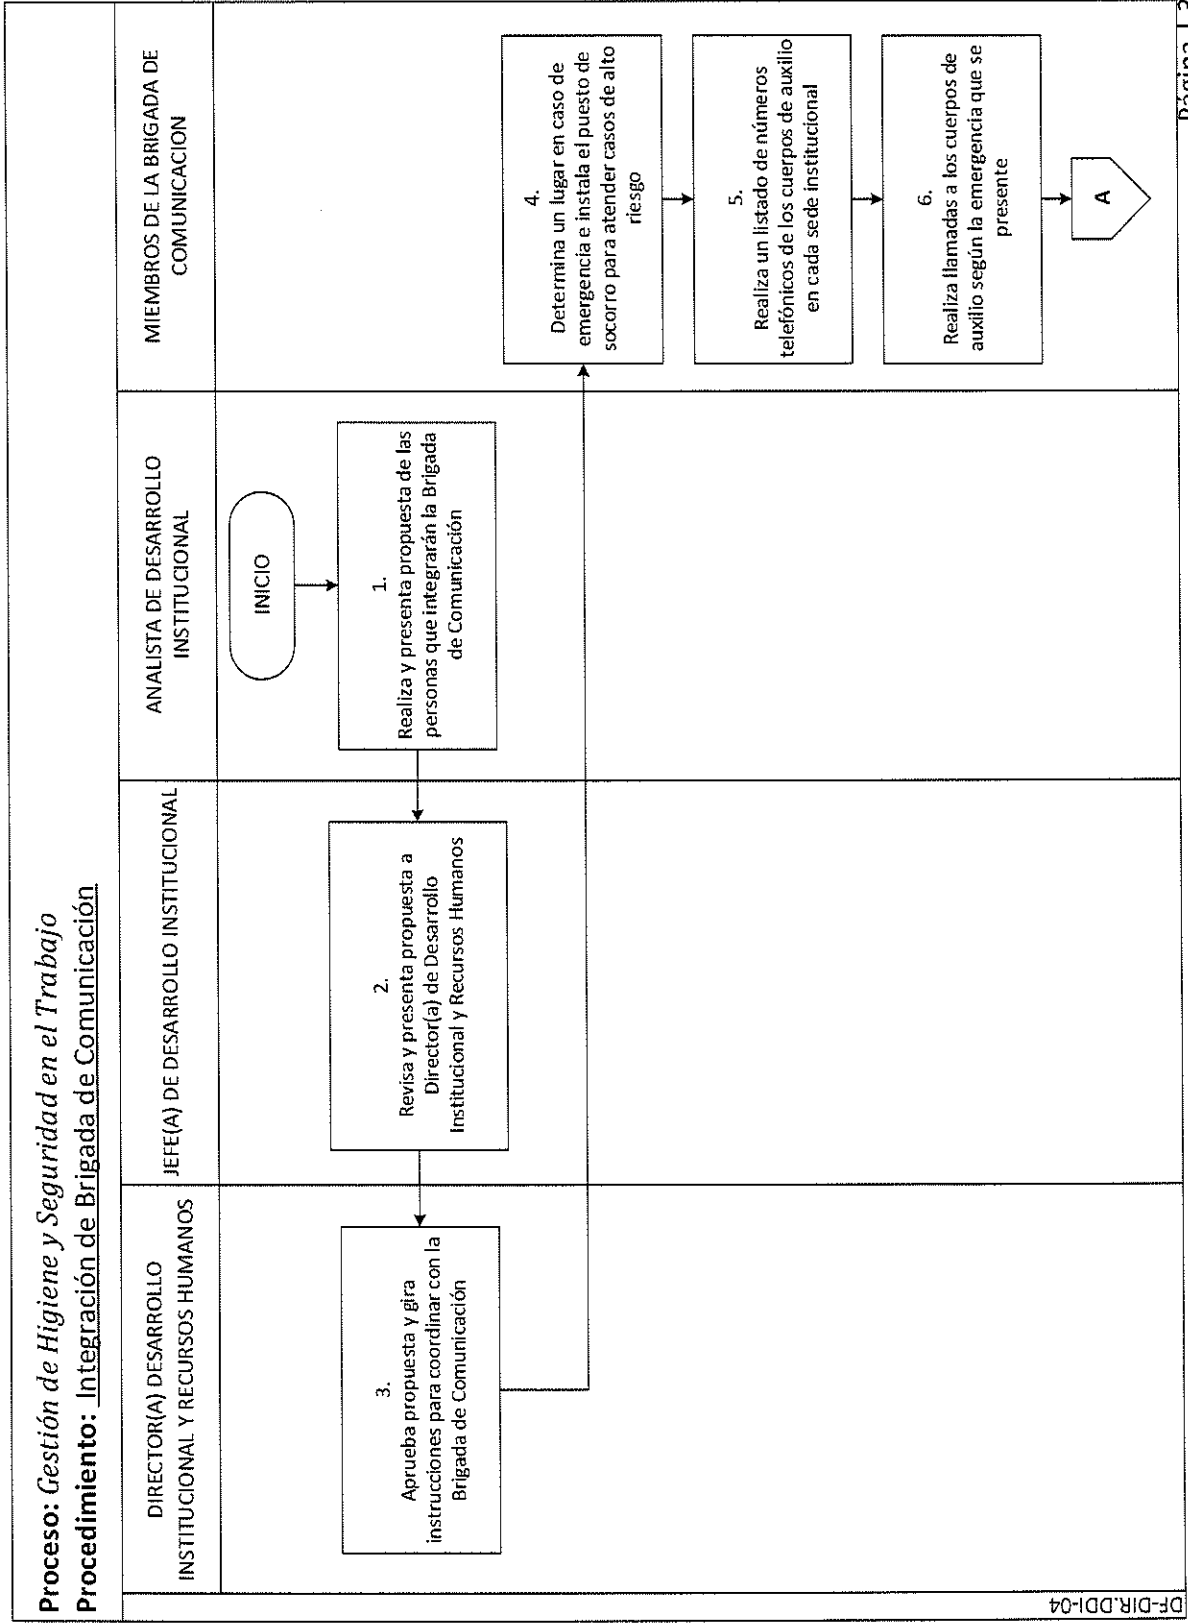 Proceso: Gestión de Higiene y Seguridad en el Trabajo
Procedimiento: Integración de Brigada de Comunicación
DIRECTOR(A) DESARROLLO
INSTITUCIONAL Y RECURSOS HUMANOS
JEFE(A) DE DESARROLLO INSTITUCIONAL
ANALISTA DE DESARROLLO
INSTITUCIONAL
MIEMBROS DE LA BRIGADA DE
COMUNICACION
INICIO
1.
Realiza y presenta propuesta de las
personas que integrarán la Brigada
de Comunicación
2.
Revisa y presenta propuesta a
Director(a) de Desarrollo
Institucional y Recursos Humanos
3.
Aprueba propuesta y gira
instrucciones para coordinar con la
Brigada de Comunicación
4.
Determina un lugar en caso de
emergencia e instala el puesto de
socorro para atender casos de alto
riesgo
5.
Realiza un listado de números
telefónicos de los cuerpos de auxilio
en cada sede institucional
6.
Realiza llamadas a los cuerpos de
auxilio según la emergencia que se
presente
A
DF-DIR.DDI-04
Página |